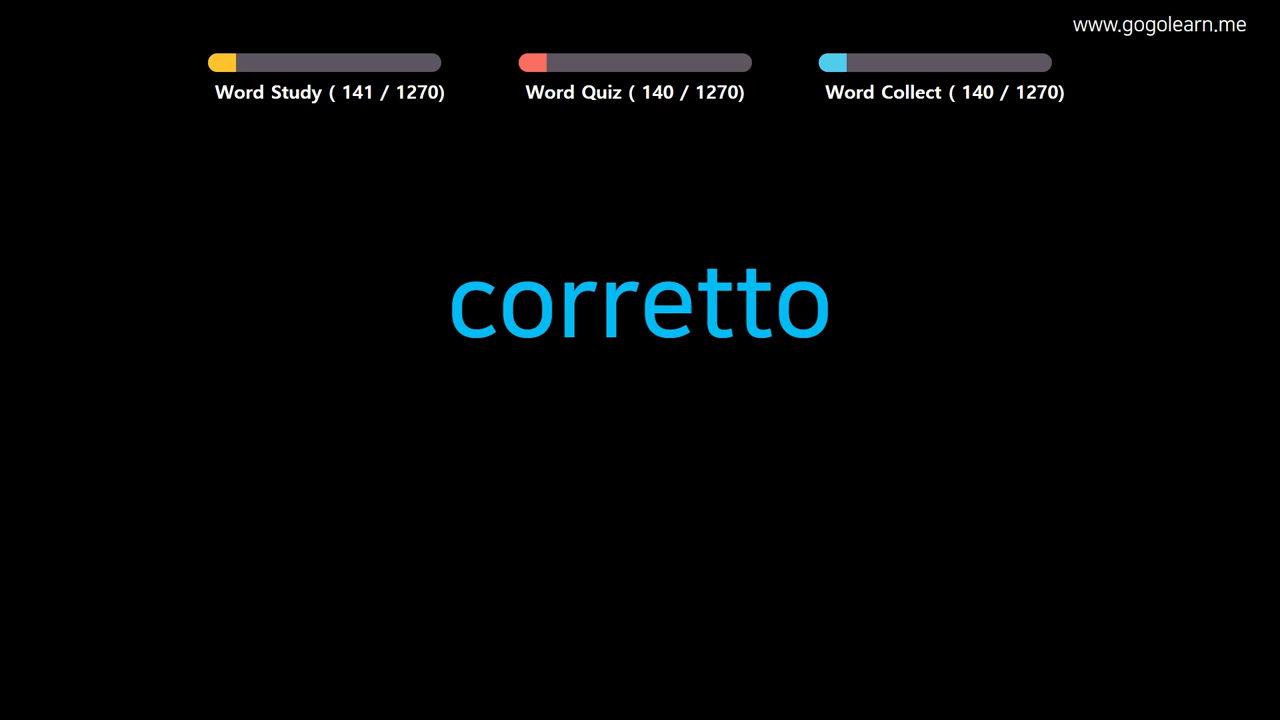 www.gogolearn.me
Word Study ( 141 / 1270)
Word Quiz ( 140 / 1270)
Word Collect ( 140 / 1270)
corretto